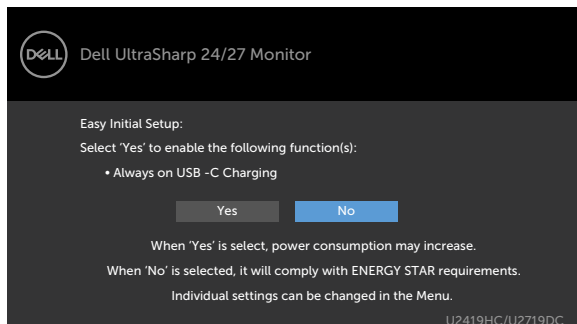 DELL
Dell UltraSharp 24/27 Monitor
Easy Initial Setup:
Select ‘Yes’ to enable the following function(s):
• Always on USB -C Charging
Yes No
When ‘Yes’ is select, power consumption may increase.
When ‘No’ is selected, it will comply with ENERGY STAR requirements.
Individual settings can be changed in the Menu.
U2419HC/U2719DC